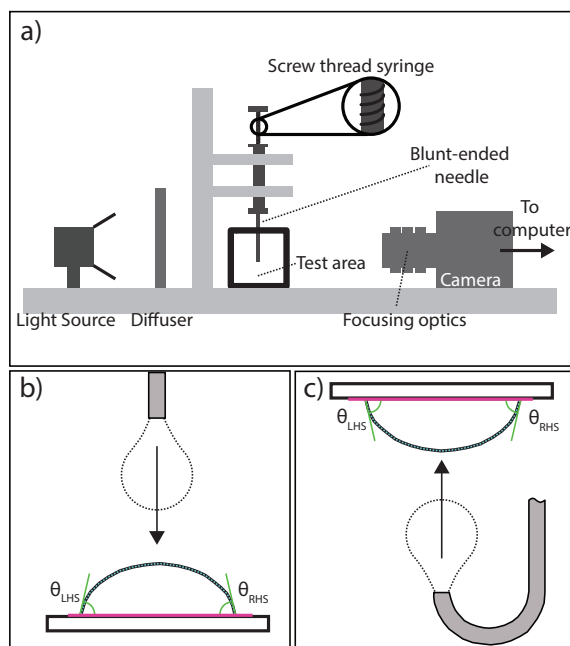 a)
Screw thread syringe
Blunt-ended
needle
To
computer
Test area
Camera
Light Source
Diffuser
Focusing optics
b)
θLHS
θRHS
c)
θLHS
θRHS